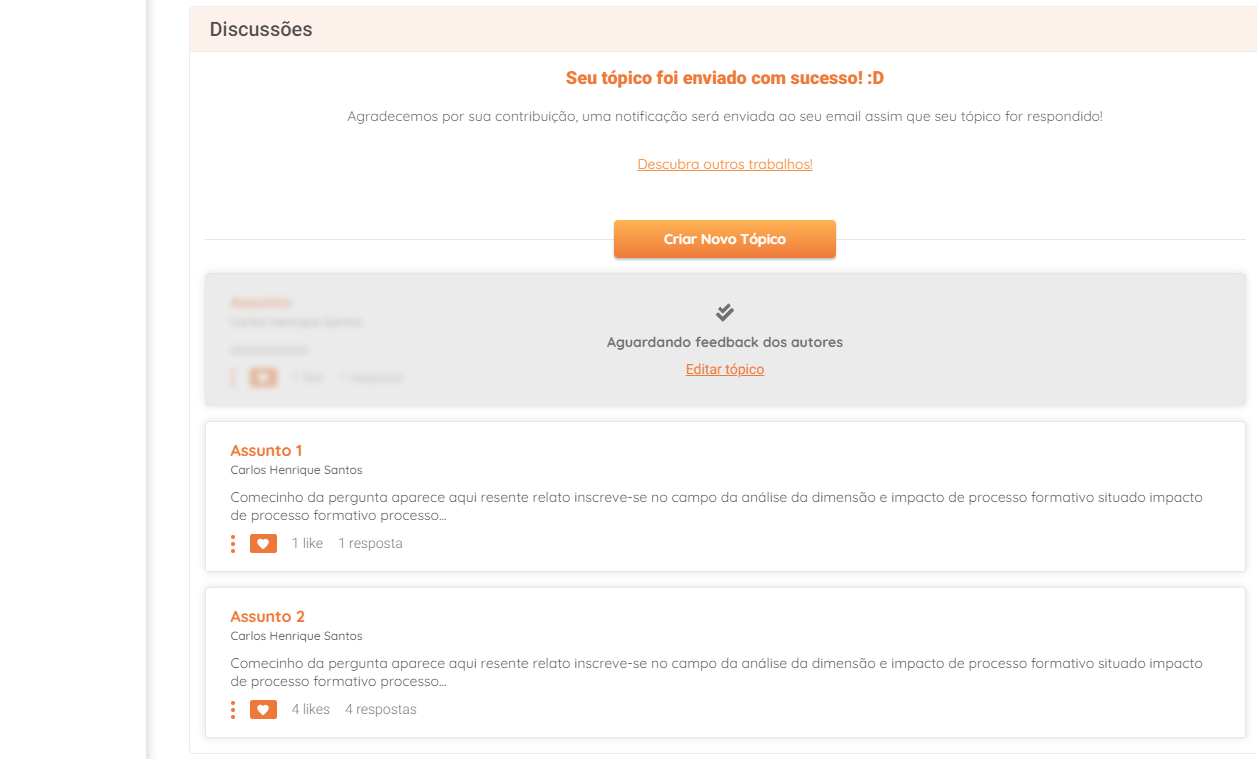 Discussões
Seu tópico foi enviado com sucesso! :D
Agradecemos por sua contribuição, uma notificação será enviada ao seu email assim que seu tópico for respondido!
Descubra outros trabalhos!
Criar Novo Tópico
Assunto
Carlos Henrique Santos
1 like 1 resposta
Aguardando feedback dos autores
Editar tópico
Assunto 1
Carlos Henrique Santos
Comecinho da pergunta aparece aqui resente relato inscreve-se no campo da análise da dimensão e impacto de processo formativo situado impacto
de processo formativo processo...
1 like 1 resposta
Assunto 2
Carlos Henrique Santos
Comecinho da pergunta aparece aqui resente relato inscreve-se no campo da análise da dimensão e impacto de processo formativo situado impacto
de processo formativo processo...
4 likes 4 respostas